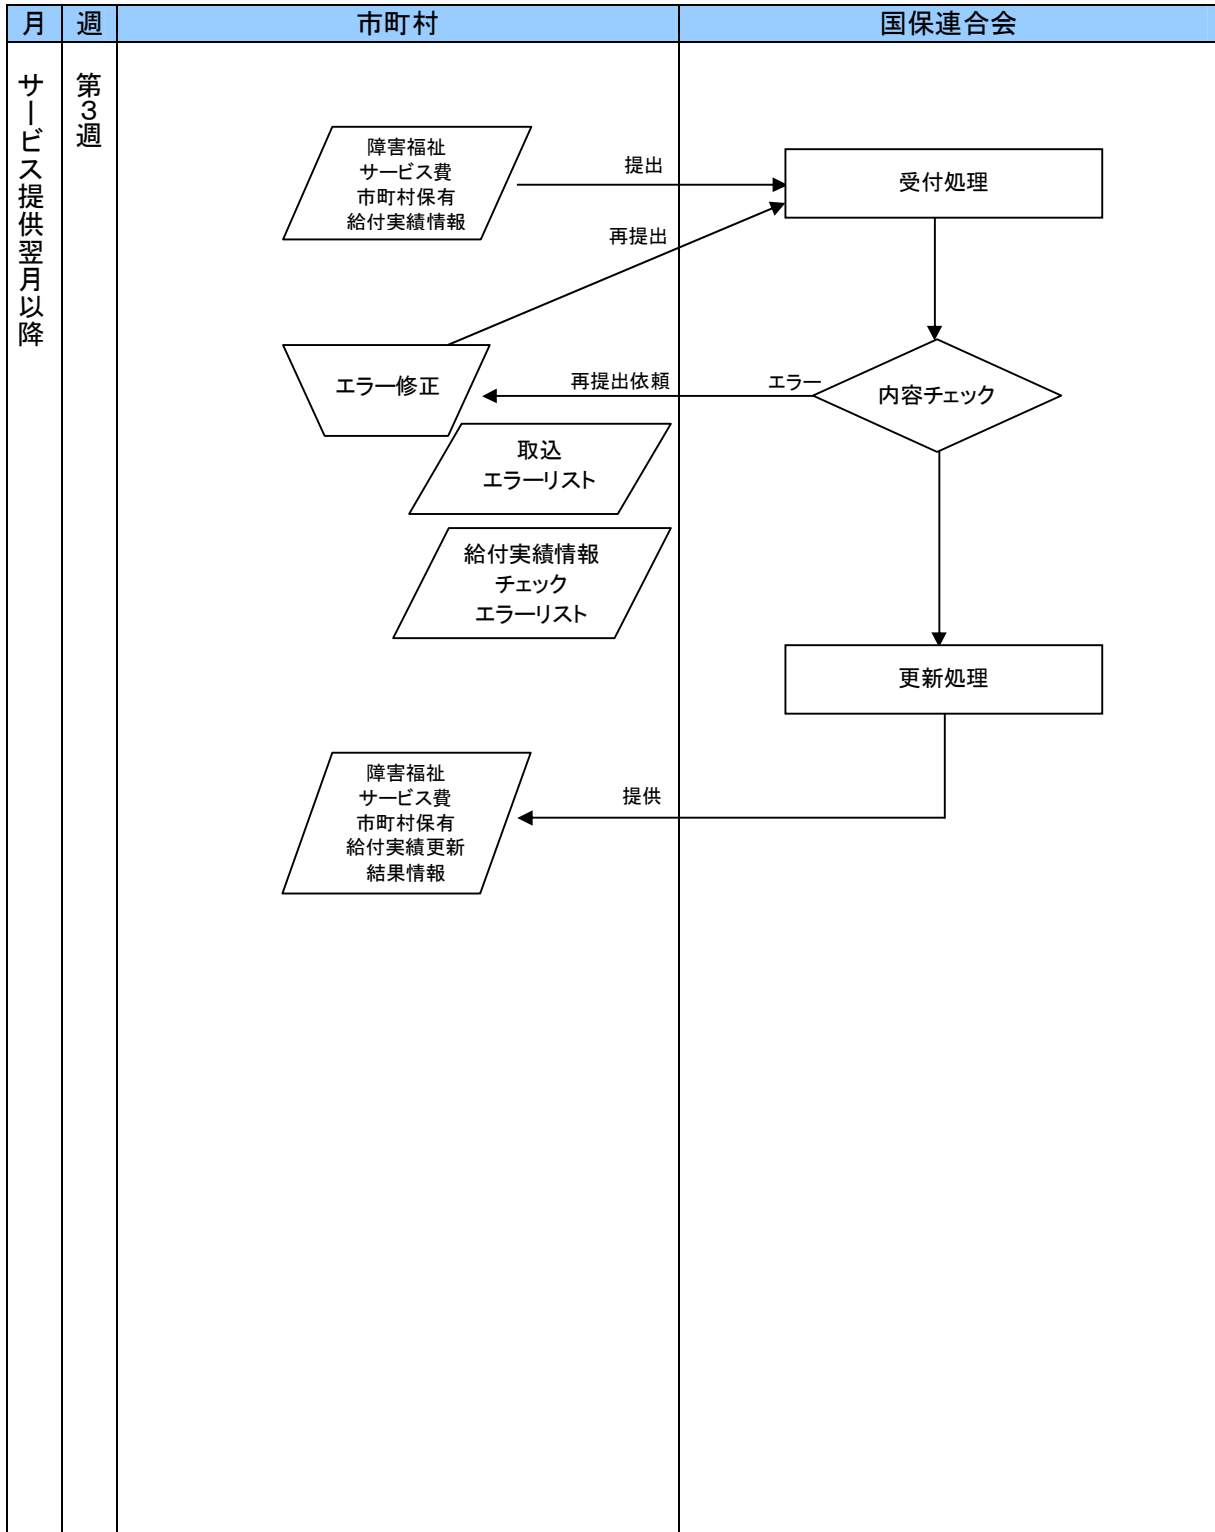 月
週
市町村
国保連合会
サービス提供翌月以降
第3週
障害福祉
サービス費
市町村保有
給付実績情報
提出
受付処理
再提出
エラー修正
再提出依頼
エラー
内容チェック
取込
エラーリスト
給付実績情報
チェック
エラーリスト
更新処理
障害福祉
サービス費
市町村保有
給付実績更新
結果情報
提供